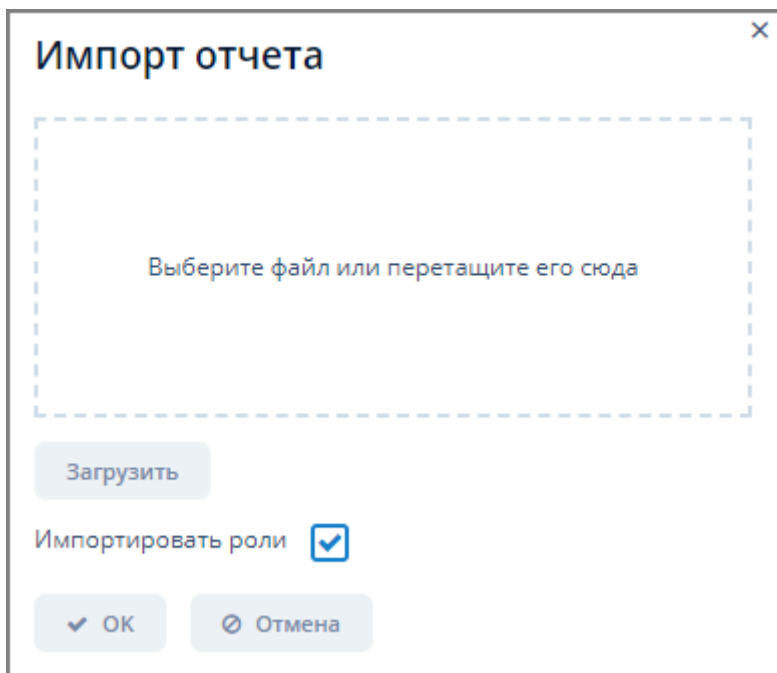 Импорт отчета
Выберите файл или перетащите его сюда
Загрузить
Импортировать роли
OK
Отмена